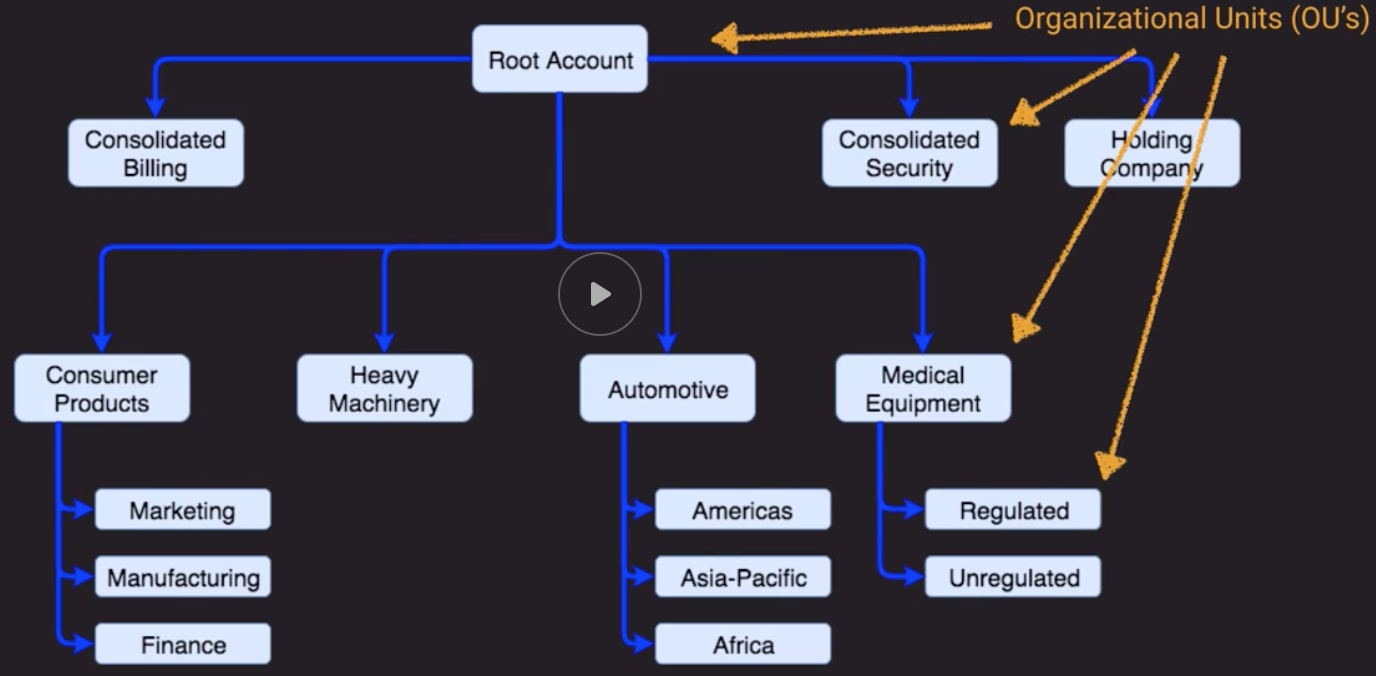 Organizational Units (OU's)
Root Account
Consolidated
Billing
Consolidated
Security
Holding
Company
Consumer
Products
Heavy
Machinery
Automotive
Medical
Equipment
Marketing
Manufacturing
Finance
Americas
Asia-Pacific
Africa
Regulated
Unregulated